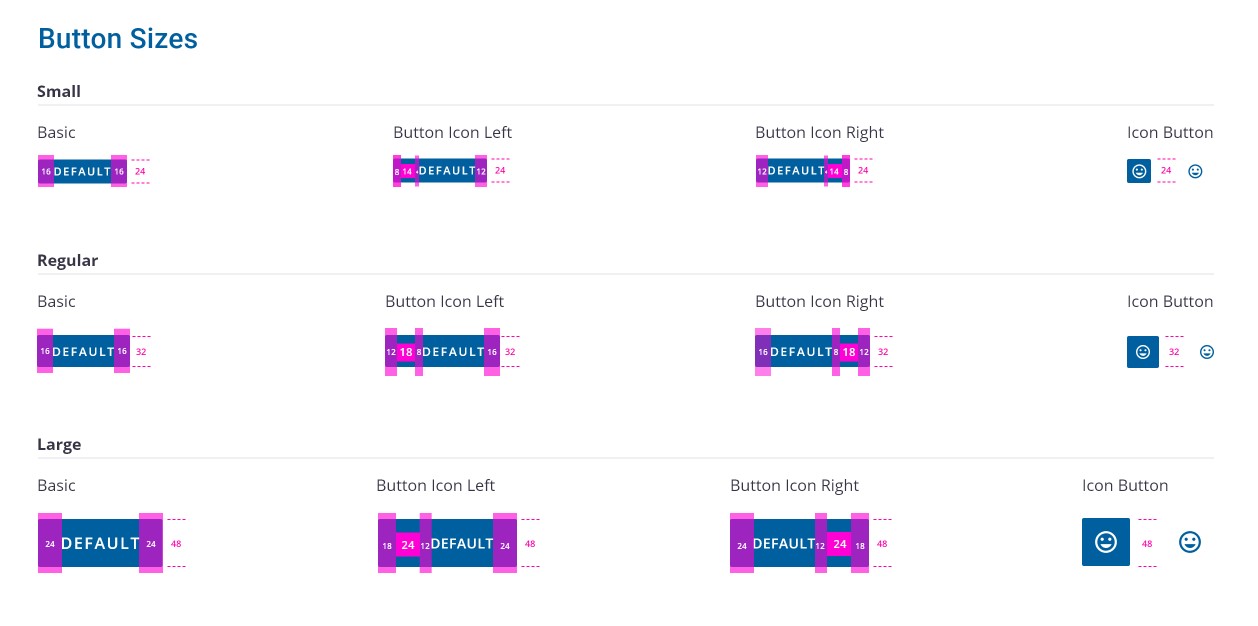 Button Sizes
Small
Basic Button Icon Left Button Icon Right Icon Button
16 DEFAULT 16 24 8 14 DEFAULT 12 24 12 DEFAULT 14 8 24 24
Regular
Basic Button Icon Left Button Icon Right Icon Button
16 DEFAULT 16 32 12 18 8 DEFAULT 16 32 16 DEFAULT 8 18 12 32 32
Large
Basic Button Icon Left Button Icon Right Icon Button
24 DEFAULT 24 48 18 24 12 DEFAULT 24 48 24 DEFAULT 12 24 18 48 48